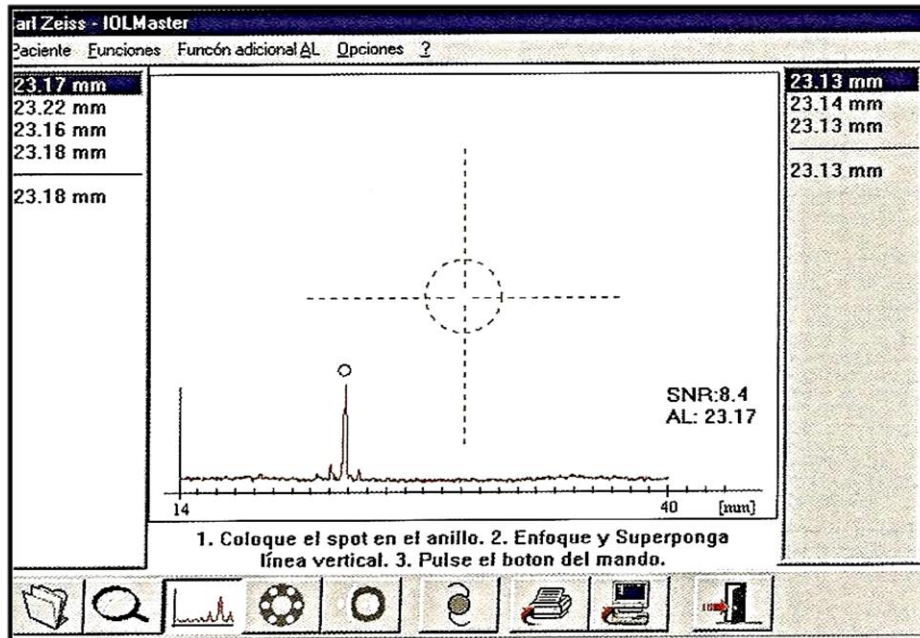 arl Zeiss - IOLMaster
Paciente Funciones Funcón adicional AL Opciones ?
23.17 mm
23.22 mm
23.16 mm
23.18 mm
23.18 mm
23.13 mm
23.14 mm
23.13 mm
23.13 mm
SNR:8.4
AL: 23.17
14 40 [mm]
1. Coloque el spot en el anillo. 2. Enfoque y Superponga
línea vertical. 3. Pulse el boton del mando.